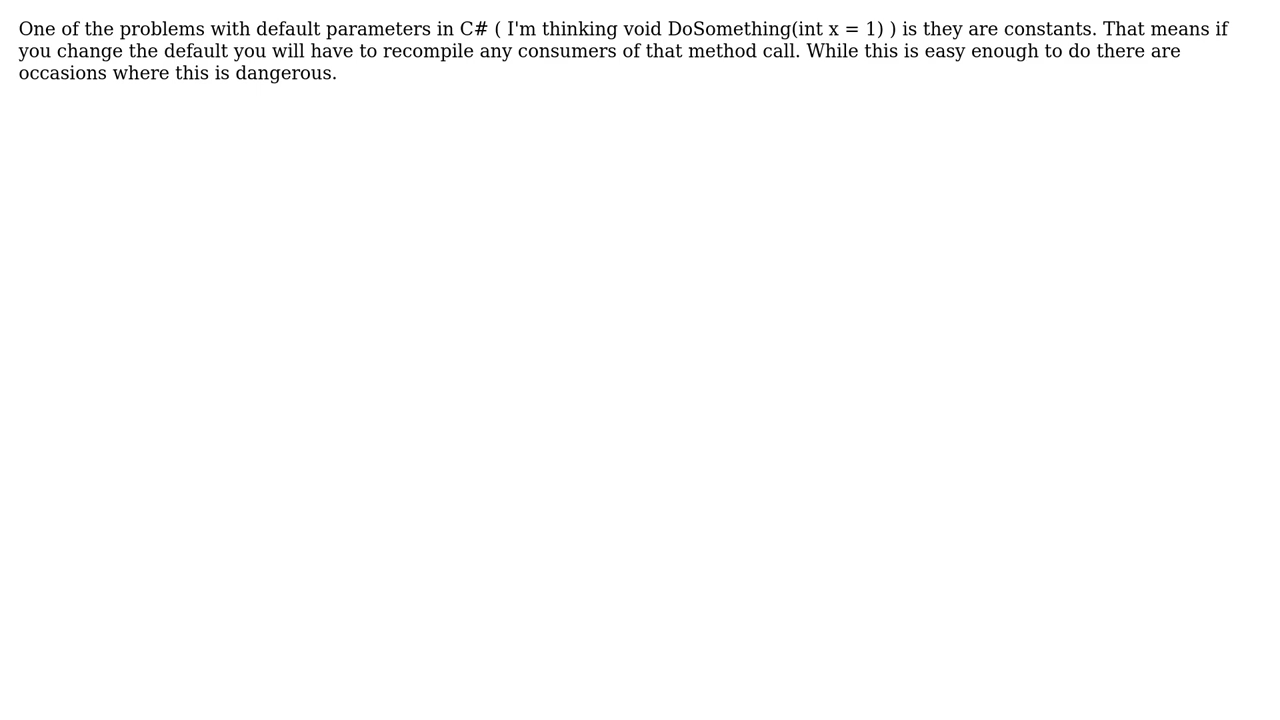 One of the problems with default parameters in C# ( I'm thinking void DoSomething(int x = 1) ) is they are constants. That means if
you change the default you will have to recompile any consumers of that method call. While this is easy enough to do there are
occasions where this is dangerous.